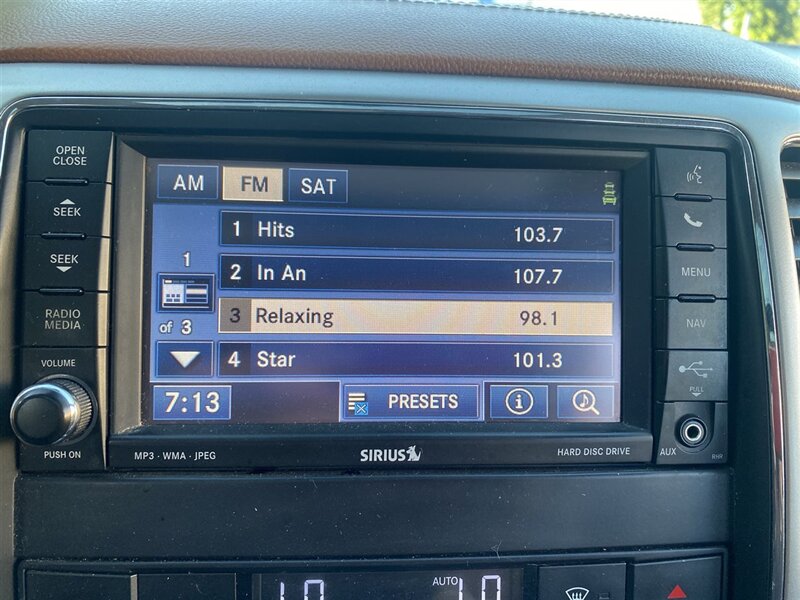 OPEN
CLOSE
SEEK
SEEK
RADIO
MEDIA
VOLUME
PUSH ON
AM FM SAT
1
of 3
1 Hits 103.7
2 In An 107.7
3 Relaxing 98.1
4 Star 101.3
7:13 PRESETS i
MP3 · WMA · JPEG SIRIUS HARD DISC DRIVE
MENU
NAV
PULL
AUX RHR
AUTO